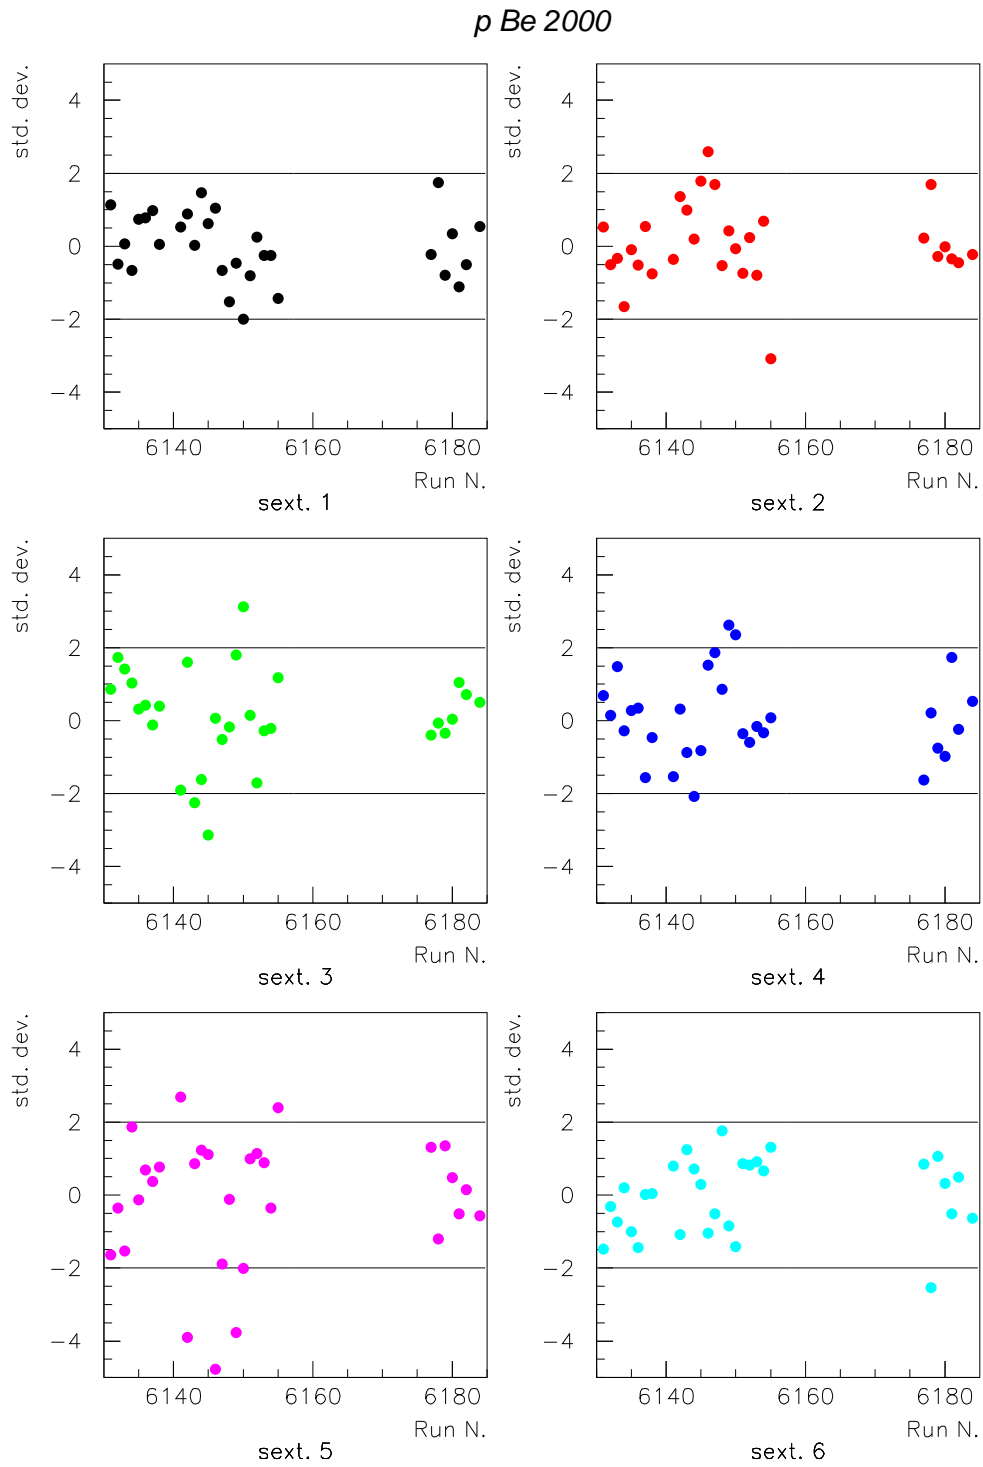 p Be 2000
std. dev.
4
2
0
−2
−4
6140 6160 6180
Run N.
sext. 1
std. dev.
4
2
0
−2
−4
6140 6160 6180
Run N.
sext. 2
std. dev.
4
2
0
−2
−4
6140 6160 6180
Run N.
sext. 3
std. dev.
4
2
0
−2
−4
6140 6160 6180
Run N.
sext. 4
std. dev.
4
2
0
−2
−4
6140 6160 6180
Run N.
sext. 5
std. dev.
4
2
0
−2
−4
6140 6160 6180
Run N.
sext. 6